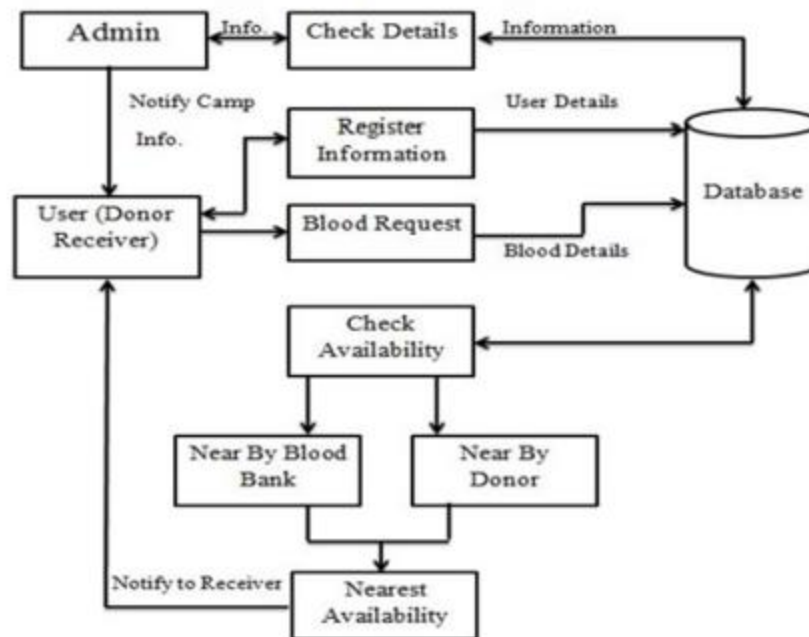 Admin
Info.
Check Details
Information
Notify Camp
Info.
Register
Information
User Details
Database
User (Donor
Receiver)
Blood Request
Blood Details
Check
Availability
Near By Blood
Bank
Near By
Donor
Notify to Receiver
Nearest
Availability